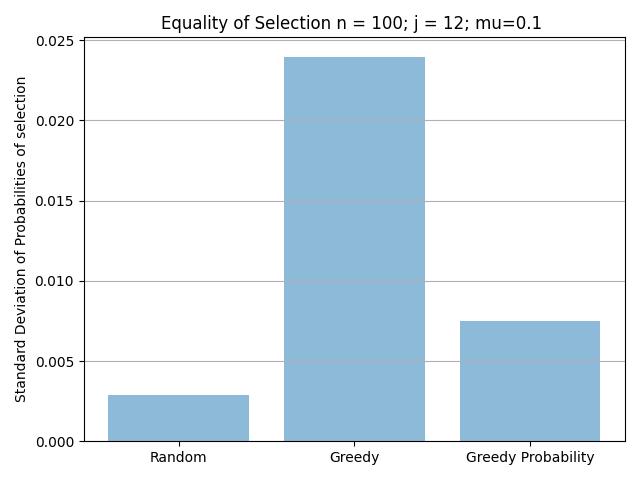 Equality of Selection n = 100; j = 12; mu=0.1
Standard Deviation of Probabilities of selection
0.025
0.020
0.015
0.010
0.005
0.000
Random
Greedy
Greedy Probability